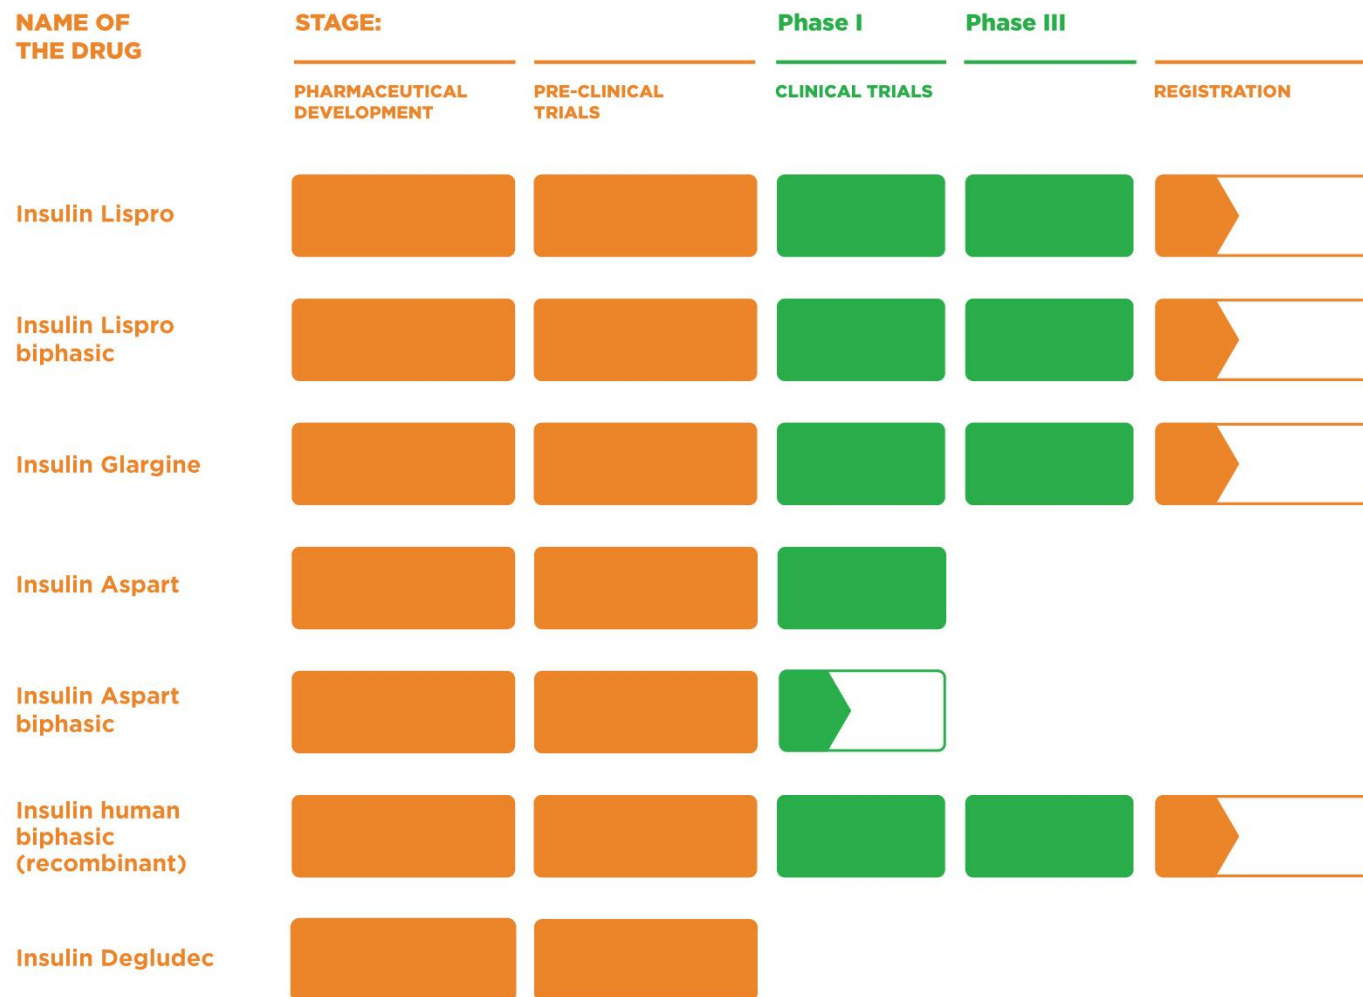 NAME OF
THE DRUG
STAGE:
Phase I
Phase III
PHARMACEUTICAL
DEVELOPMENT
PRE-CLINICAL
TRIALS
CLINICAL TRIALS
REGISTRATION
Insulin Lispro
Insulin Lispro
biphasic
Insulin Glargine
Insulin Aspart
Insulin Aspart
biphasic
Insulin human
biphasic
(recombinant)
Insulin Degludec